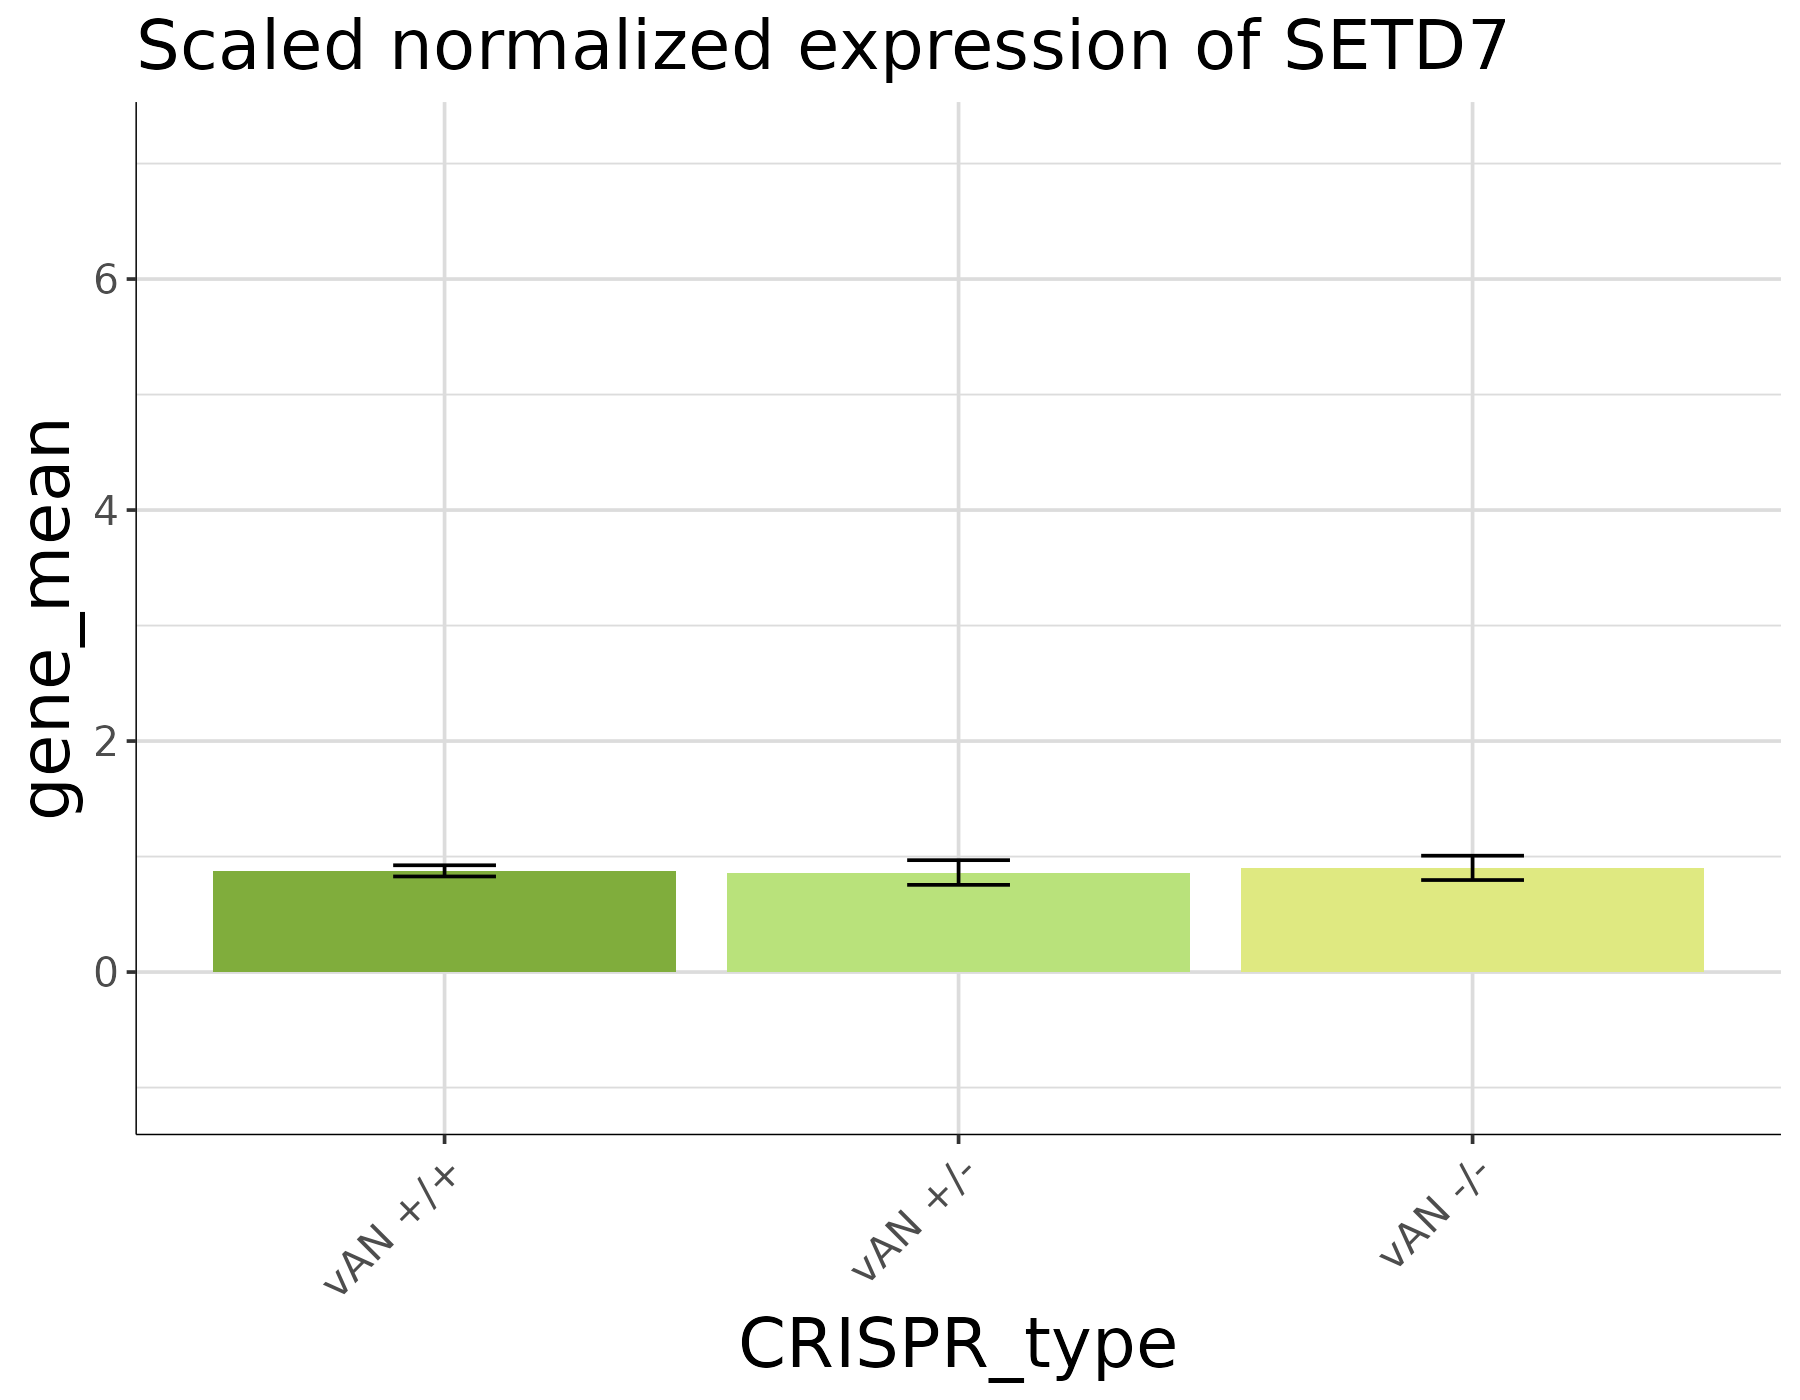 Scaled normalized expression of SETD7
gene_mean
6
4
2
0
vAN +/+
vAN +/-
vAN -/-
CRISPR_type